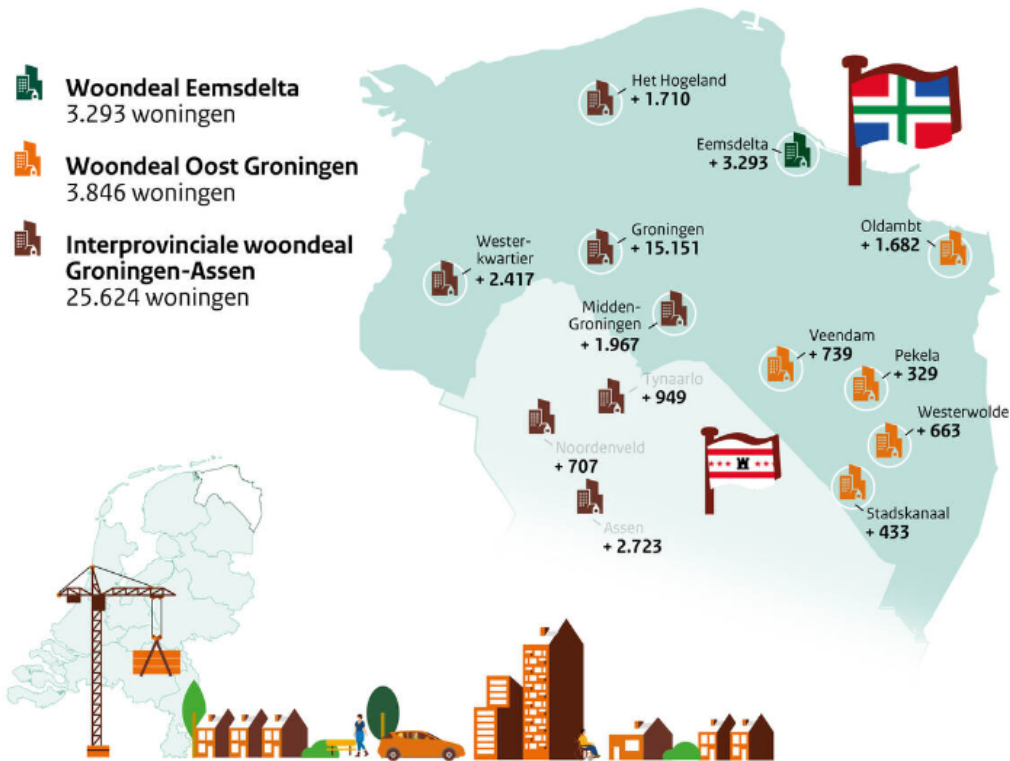 Woondeal Eemsdelta
3.293 woningen
Woondeal Oost Groningen
3.846 woningen
Interprovinciale woondeal
Groningen-Assen
25.624 woningen
Het Hogeland
+ 1.710
Eemsdelta
+ 3.293
Oldambt
+ 1.682
Groningen
+ 15.151
Wester-
kwartier
+ 2.417
Midden-
Groningen
+ 1.967
Veendam
+ 739
Pekela
+ 329
Tynaarlo
+ 949
Westerwolde
+ 663
Noordenveld
+ 707
Stadskanaal
+ 433
Assen
+ 2.723